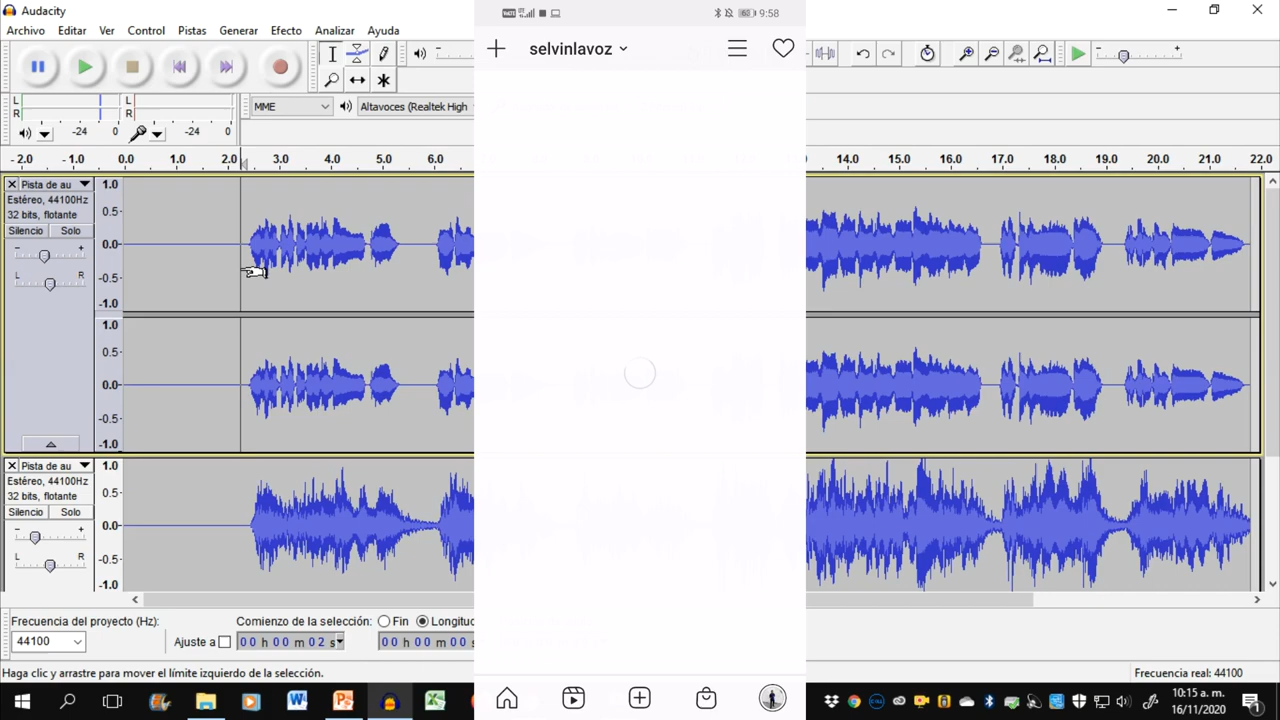 Audacity
Archivo Editar Ver Control Pistas Generar Efecto Analizar Ayuda
9:58
selvinlavoz
L R
-24 0
L R
-24 0
MME
Altavoces (Realtek High
-2.0 -1.0 0.0 1.0 2.0 3.0 4.0 5.0 6.0 14.0 15.0 16.0 17.0 18.0 19.0 20.0 21.0 22.0
Pista de au
Estéreo, 44100Hz
32 bits, flotante
Silencio Solo
- +
L R
1.0
0.5
0.0
-0.5
-1.0
1.0
0.5
0.0
-0.5
-1.0
Pista de au
Estéreo, 44100Hz
32 bits, flotante
Silencio Solo
- +
L R
1.0
0.5
0.0
-0.5
-1.0
Frecuencia del proyecto (Hz):
44100
Ajuste a
Comienzo de la selección:
00 h 00 m 02 s
Fin Longitud
00 h 00 m 00 s
Haga clic y arrastre para mover el límite izquierdo de la selección.
Frecuencia real: 44100
10:15 a.m.
16/11/2020